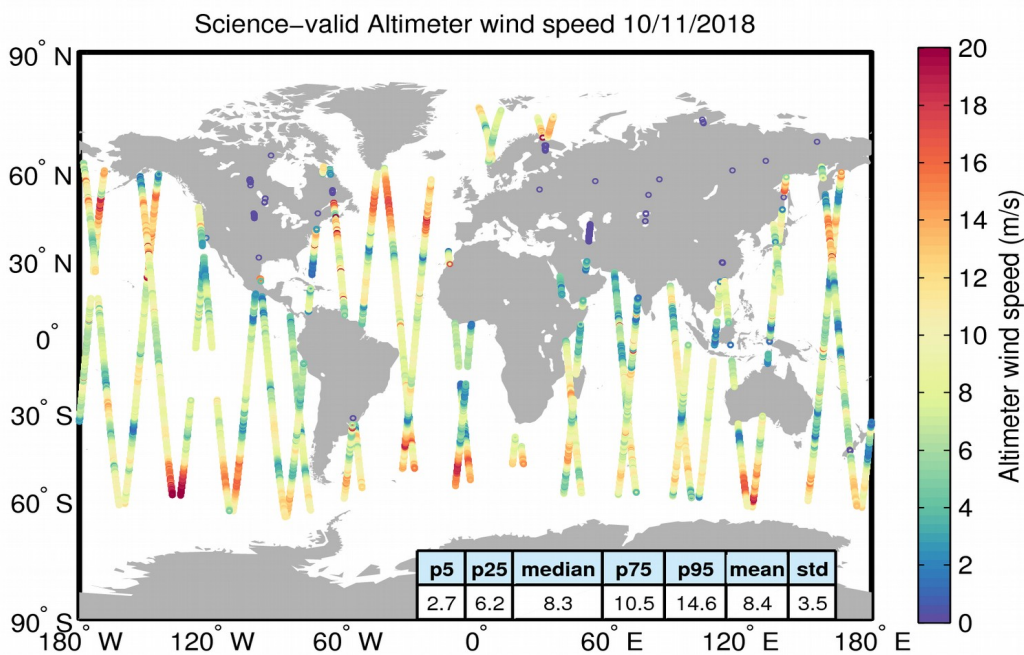 Science−valid Altimeter wind speed 10/11/2018
90° N
60° N
30° N
0°
30° S
60° S
90° S
180° W 120° W 60° W 0° 60° E 120° E 180° E
p5 p25 median p75 p95 mean std
2.7 6.2 8.3 10.5 14.6 8.4 3.5
20
18
16
14
12
10
8
6
4
2
0
Altimeter wind speed (m/s)